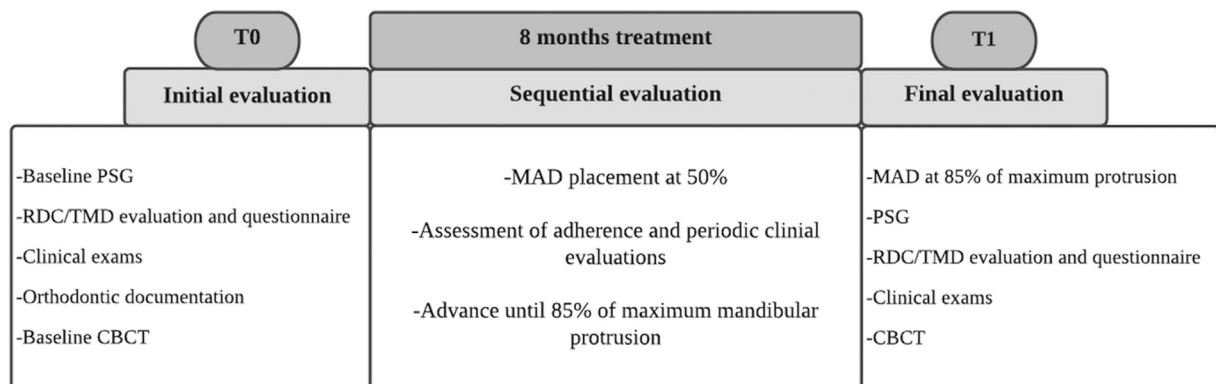 T0
8 months treatment
T1
Initial evaluation
Sequential evaluation
Final evaluation
-Baseline PSG
-RDC/TMD evaluation and questionnaire
-Clinical exams
-Orthodontic documentation
-Baseline CBCT
-MAD placement at 50%
-Assessment of adherence and periodic clinial
evaluations
-Advance until 85% of maximum mandibular
protrusion
-MAD at 85% of maximum protrusion
-PSG
-RDC/TMD evaluation and questionnaire
-Clinical exams
-CBCT